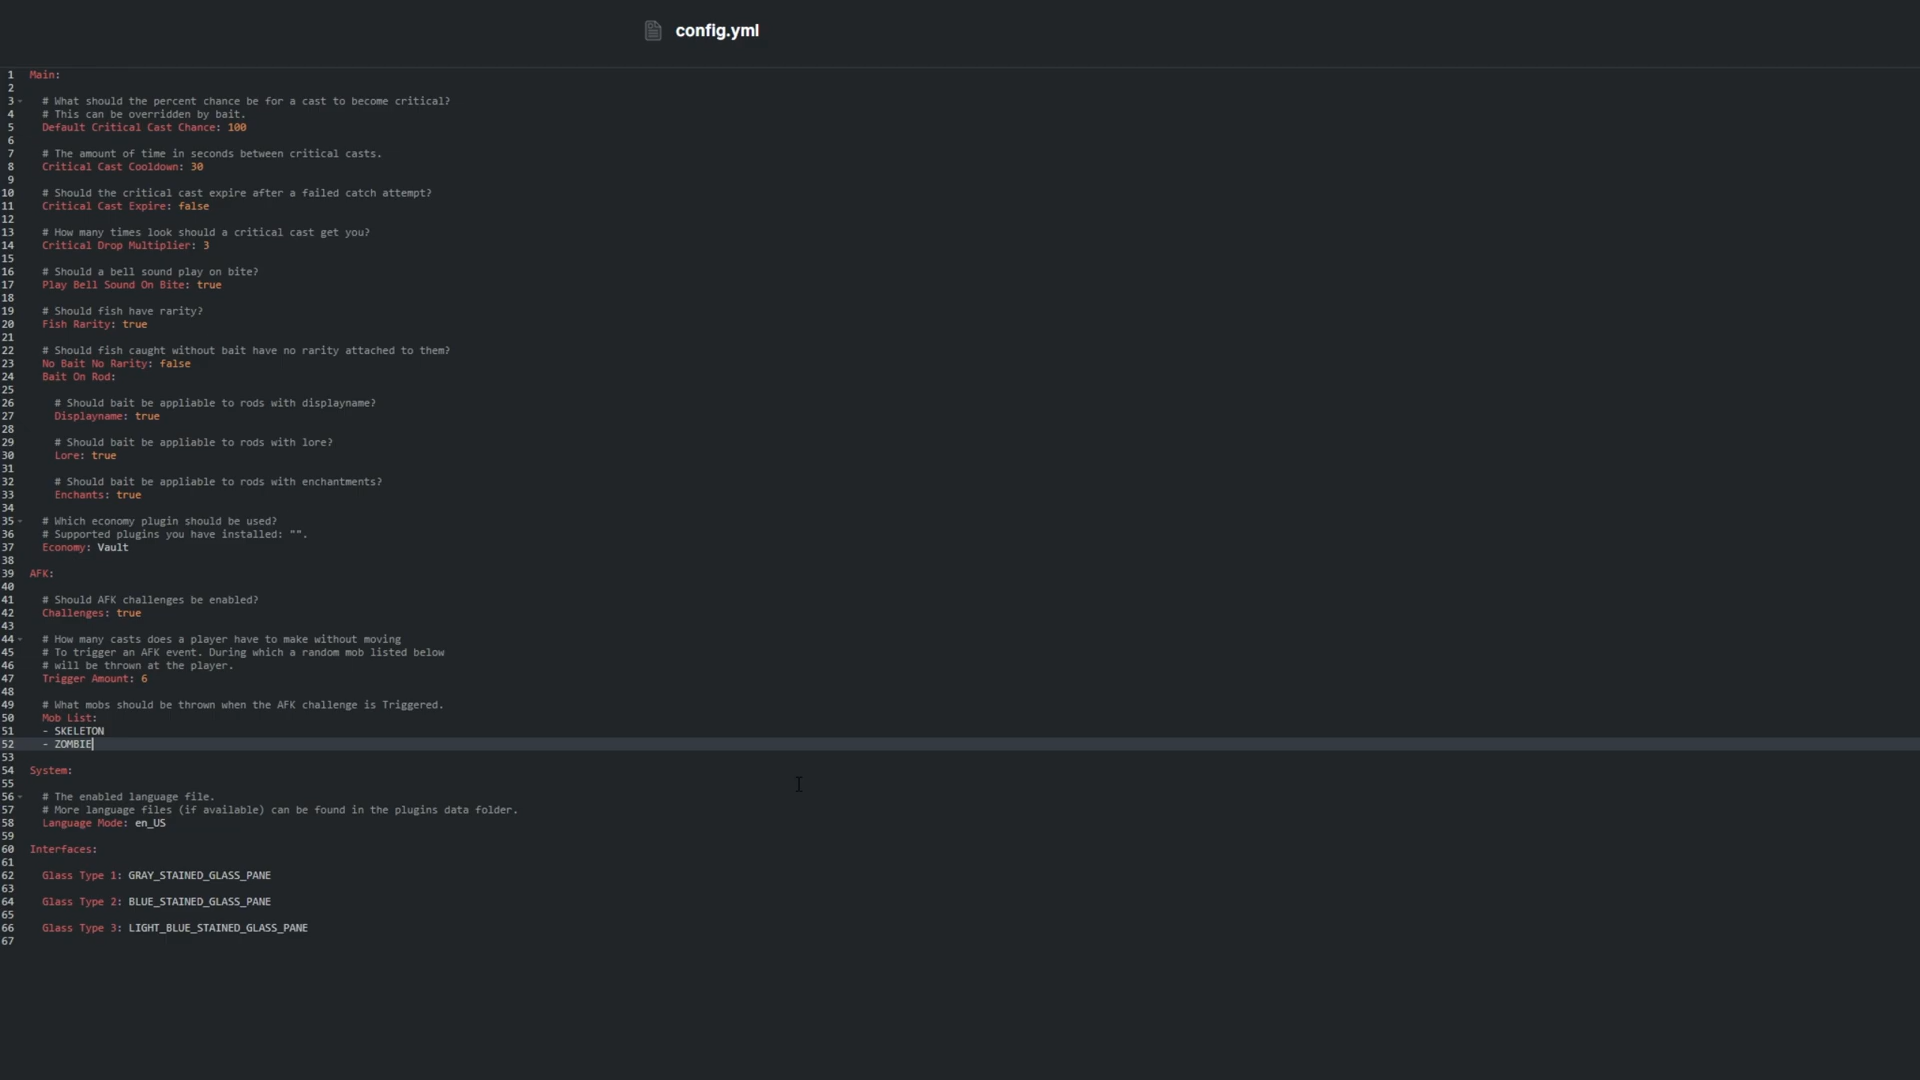 config.yml
1 Main:
2
3 # What should the percent chance be for a cast to become critical?
4 # This can be overridden by bait.
5 Default Critical Cast Chance: 100
6
7 # The amount of time in seconds between critical casts.
8 Critical Cast Cooldown: 30
9
10 # Should the critical cast expire after a failed catch attempt?
11 Critical Cast Expire: false
12
13 # How many times look should a critical cast get you?
14 Critical Drop Multiplier: 3
15
16 # Should a bell sound play on bite?
17 Play Bell Sound On Bite: true
18
19 # Should fish have rarity?
20 Fish Rarity: true
21
22 # Should fish caught without bait have no rarity attached to them?
23 No Bait No Rarity: false
24 Bait On Rod:
25
26 # Should bait be appliable to rods with displayname?
27 Displayname: true
28
29 # Should bait be appliable to rods with lore?
30 Lore: true
31
32 # Should bait be appliable to rods with enchantments?
33 Enchants: true
34
35 # Which economy plugin should be used?
36 # Supported plugins you have installed: "".
37 Economy: Vault
38
39 AFK:
40
41 # Should AFK challenges be enabled?
42 Challenges: true
43
44 # How many casts does a player have to make without moving
45 # To trigger an AFK event. During which a random mob listed below
46 # will be thrown at the player.
47 Trigger Amount: 6
48
49 # What mobs should be thrown when the AFK challenge is Triggered.
50 Mob List:
51 - SKELETON
52 - ZOMBIE
53
54 System:
55
56 # The enabled language file.
57 # More language files (if available) can be found in the plugins data folder.
58 Language Mode: en_US
59
60 Interfaces:
61
62 Glass Type 1: GRAY_STAINED_GLASS_PANE
63
64 Glass Type 2: BLUE_STAINED_GLASS_PANE
65
66 Glass Type 3: LIGHT_BLUE_STAINED_GLASS_PANE
67